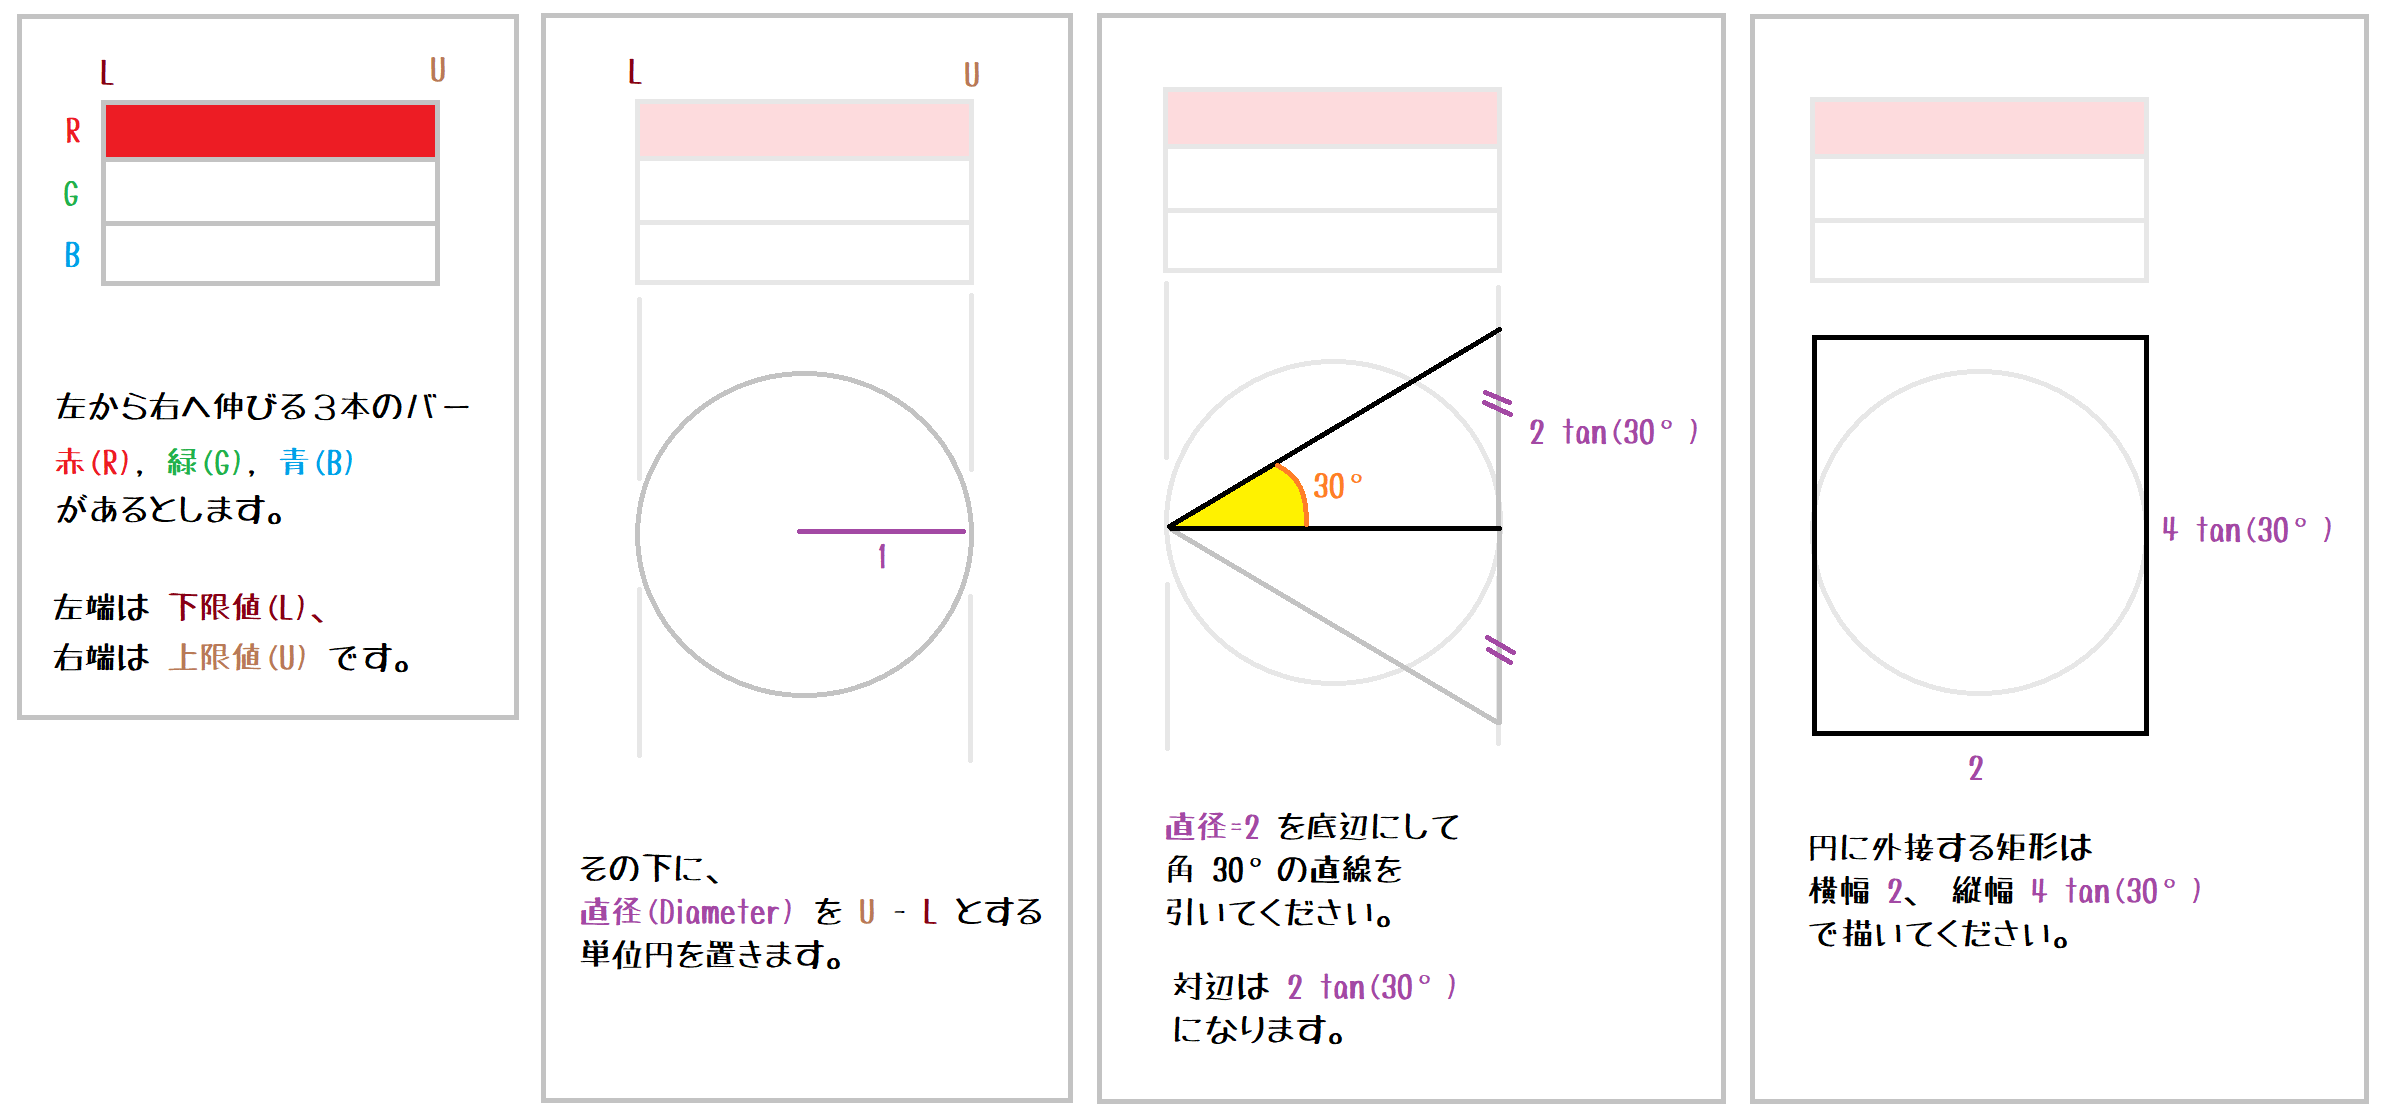 L
U
R
G
B
左から右へ伸びる３本のバー
赤(R), 緑(G), 青(B)
があるとします。
左端は 下限値(L)、
右端は 上限値(U) です。
L
U
1
その下に、
直径(Diameter) を U - L とする
単位円を置きます。
2 tan(30°)
30°
直径=2 を底辺にして
角 30°の直線を
引いてください。
対辺は 2 tan(30°)
になります。
4 tan(30°)
2
円に外接する矩形は
横幅 2、 縦幅 4 tan(30°)
で描いてください。